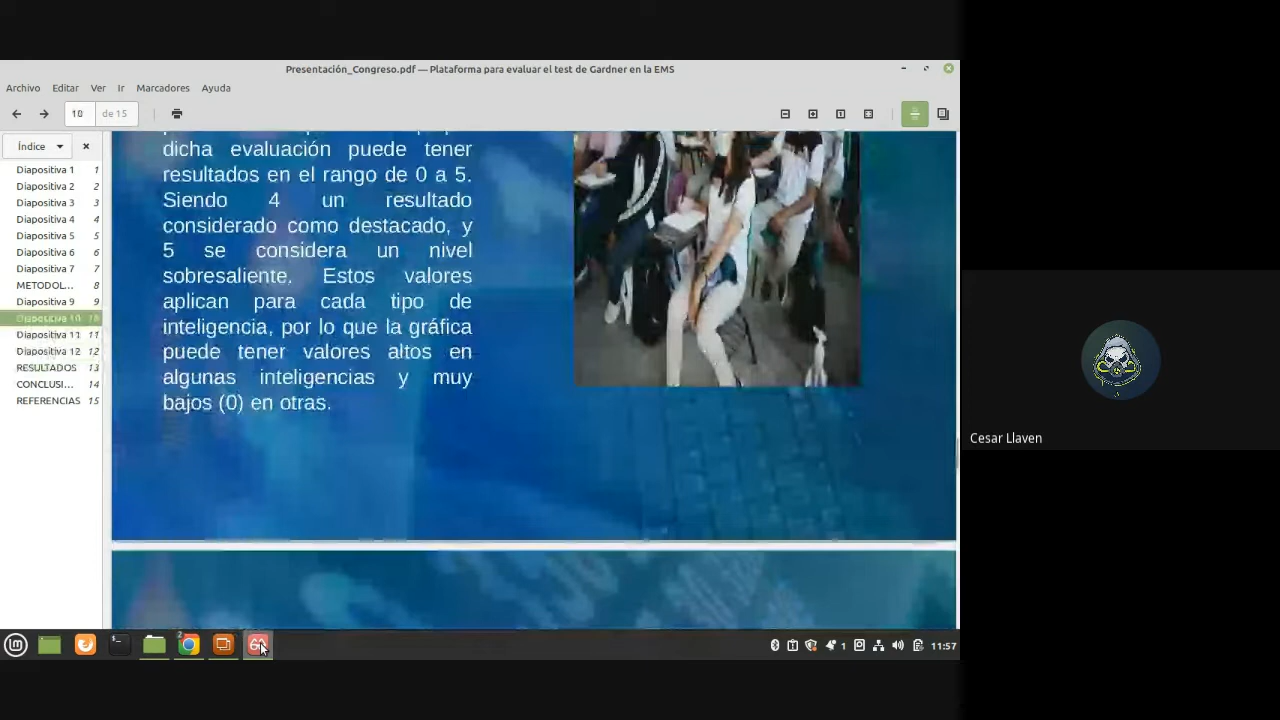 Presentación_Congreso.pdf — Plataforma para evaluar el test de Gardner en la EMS
Archivo Editar Ver Ir Marcadores Ayuda
10 de 15
Índice
Diapositiva 1 1
Diapositiva 2 2
Diapositiva 3 3
Diapositiva 4 4
Diapositiva 5 5
Diapositiva 6 6
Diapositiva 7 7
METODOL... 8
Diapositiva 9 9
Diapositiva 10 10
Diapositiva 11 11
Diapositiva 12 12
RESULTADOS 13
CONCLUSI... 14
REFERENCIAS 15
dicha evaluación puede tener
resultados en el rango de 0 a 5.
Siendo 4 un resultado
considerado como destacado, y
5 se considera un nivel
sobresaliente. Estos valores
aplican para cada tipo de
inteligencia, por lo que la gráfica
puede tener valores altos en
algunas inteligencias y muy
bajos (0) en otras.
Cesar Llaven
2
1
11:57